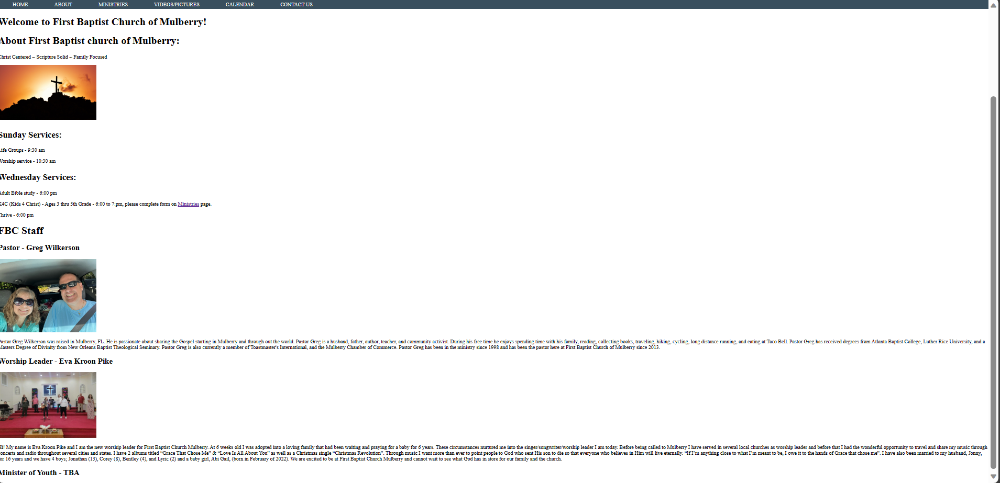 HOME ABOUT MINISTRIES VIDEOS/PICTURES CALENDAR CONTACT US
Welcome to First Baptist Church of Mulberry!
About First Baptist church of Mulberry:
Christ Centered ~ Scripture Solid ~ Family Focused
Sunday Services:
Life Groups - 9:30 am
Worship service - 10:30 am
Wednesday Services:
Adult Bible study - 6:00 pm
K4C (Kids 4 Christ) - Ages 3 thru 5th Grade - 6:00 to 7:pm, please complete form on Ministries page.
Thrive - 6:00 pm
FBC Staff
Pastor - Greg Wilkerson
Pastor Greg Wilkerson was raised in Mulberry, FL. He is passionate about sharing the Gospel starting in Mulberry and through out the world. Pastor Greg is a husband, father, author, teacher, and community activist. During his free time he enjoys spending time with his family, reading, collecting books, traveling, hiking, cycling, long distance running, and eating at Taco Bell. Pastor Greg has received degrees from Atlanta Baptist College, Luther Rice University, and a
Masters Degree of Divinity from New Orleans Baptist Theological Seminary. Pastor Greg is also currently a member of Toastmaster's International, and the Mulberry Chamber of Commerce. Pastor Greg has been in the ministry since 1998 and has been the pastor here at First Baptist Church of Mulberry since 2013.
Worship Leader - Eva Kroon Pike
Hi! My name is Eva Kroon Pike and I am the new worship leader for First Baptist Church Mulberry. At 6 weeks old I was adopted into a loving family that had been waiting and praying for a baby for 6 years. These circumstances nurtured me into the singer/songwriter/worship leader I am today. Before being called to Mulberry I have served in several local churches as worship leader and before that I had the wonderful opportunity to travel and share my music through
concerts and radio throughout several cities and states. I have 2 albums titled “Grace That Chose Me” & “Love Is All About You” as well as a Christmas single “Christmas Revolution”. Through music I want more than ever to point people to God who sent His son to die so that everyone who believes in Him will live eternally. “If I’m anything close to what I’m meant to be, I owe it to the hands of Grace that chose me”. I have also been married to my husband, Jonny,
for 16 years and we have 4 boys; Jonathan (13), Corey (8), Bentley (4), and Lyric (2) and a baby girl, Abi Gail, (born in February of 2022). We are excited to be at First Baptist Church Mulberry and cannot wait to see what God has in store for our family and the church.
Minister of Youth - TBA